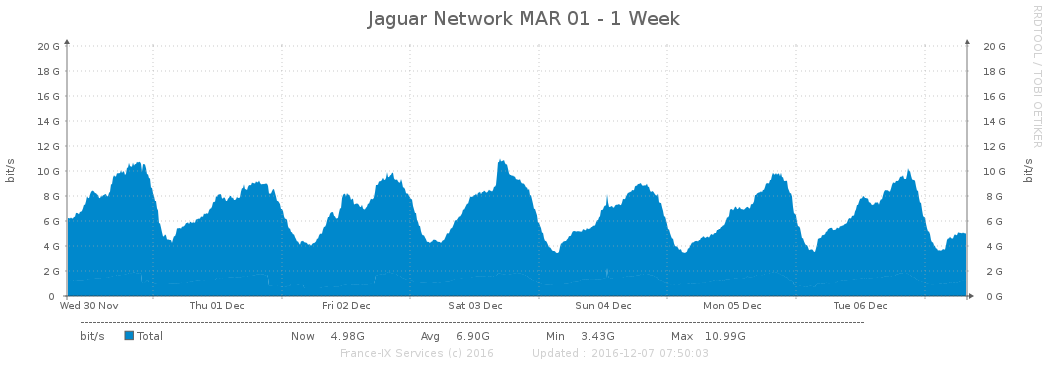 Jaguar Network MAR 01 - 1 Week
RRDTOOL / TOBI OETIKER
bit/s
20 G 20 G
18 G 18 G
16 G 16 G
14 G 14 G
12 G 12 G
10 G 10 G
8 G 8 G
6 G 6 G
4 G 4 G
2 G 2 G
0 0 G
bit/s
Wed 30 Nov Thu 01 Dec Fri 02 Dec Sat 03 Dec Sun 04 Dec Mon 05 Dec Tue 06 Dec
bit/s Total Now 4.98G Avg 6.90G Min 3.43G Max 10.99G
France-IX Services (c) 2016 Updated : 2016-12-07 07:50:03